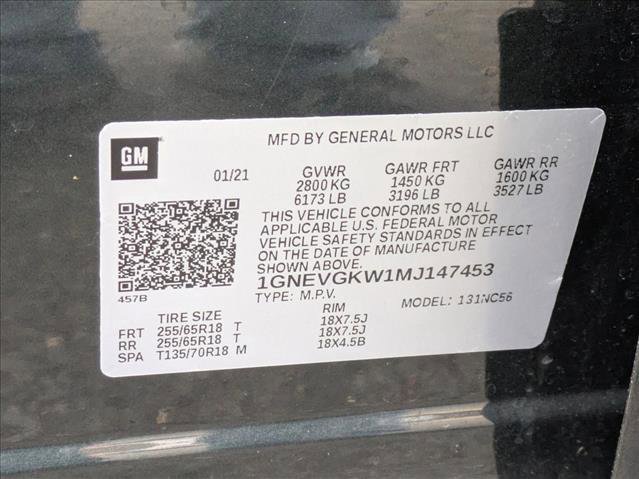 MFD BY GENERAL MOTORS LLC
GM
01/21
GVWR GAWR FRT GAWR RR
2800 KG 1450 KG 1600 KG
6173 LB 3196 LB 3527 LB
THIS VEHICLE CONFORMS TO ALL
APPLICABLE U.S. FEDERAL MOTOR
VEHICLE SAFETY STANDARDS IN EFFECT
ON THE DATE OF MANUFACTURE
1GNEVGKW1MJ147453
457B
TYPE: M.P.V. MODEL: 131NC56
TIRE SIZE RIM
FRT 255/65R18 T 18X7.5J
RR 255/65R18 T 18X7.5J
SPA T135/70R18 M 18X4.5B